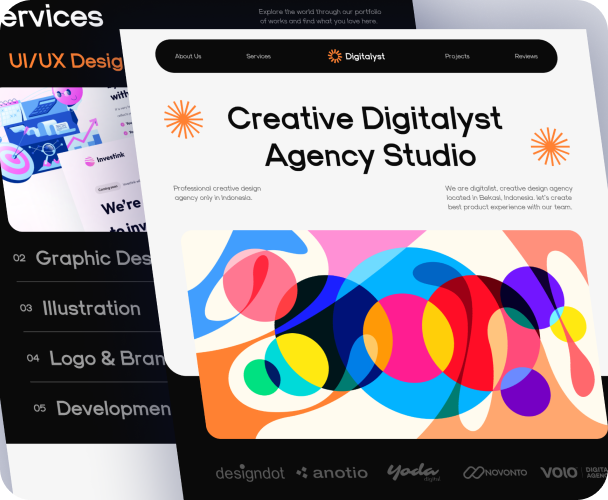 ervices
Explore the world through our portfolio
of works and find what you love here.
UI/UX Desig
with
Investink
We're
to inv
02 Graphic Des
03 Illustration
04 Logo & Bran
05 Developmen
About Us
Services
Digitalyst
Projects
Reviews
Creative Digitalyst
Agency Studio
Professional creative design
agency only in Indonesia.
We are digitalst, creative design agency
located in Bekasi, Indonesia. let's create
best product experience with our team.
designdot
anotio
Yoda
digital
NOVONTO
VOIO
DIGITA
AGEN